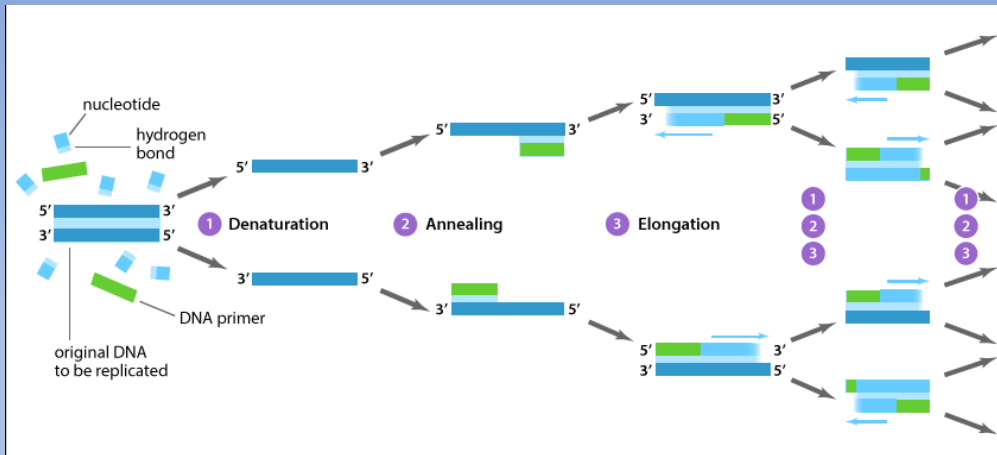 nucleotide
hydrogen
bond
5’ 3’
3’ 5’
DNA primer
original DNA
to be replicated
5’ 3’
1 Denaturation
3’ 5’
5’ 3’
2 Annealing
3’ 5’
5’ 3’
3’ 5’
3 Elongation
5’ 3’
3’ 5’
1
2
3
1
2
3